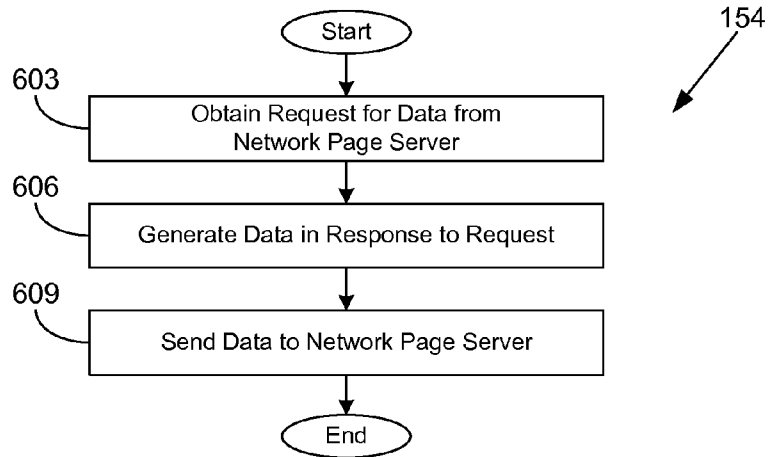 Start
154
603
Obtain Request for Data from
Network Page Server
606
Generate Data in Response to Request
609
Send Data to Network Page Server
End